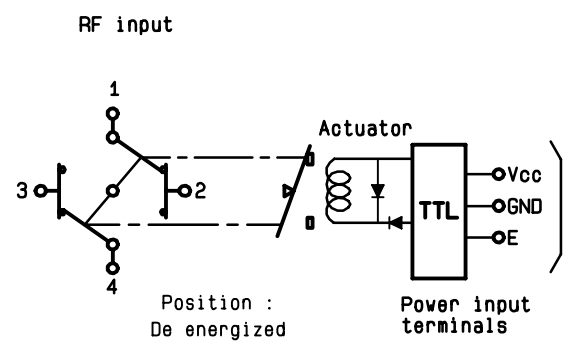 RF input
1
Actuator
3
2
Vcc
TTL
GND
E
4
Position :
De energized
Power input
terminals